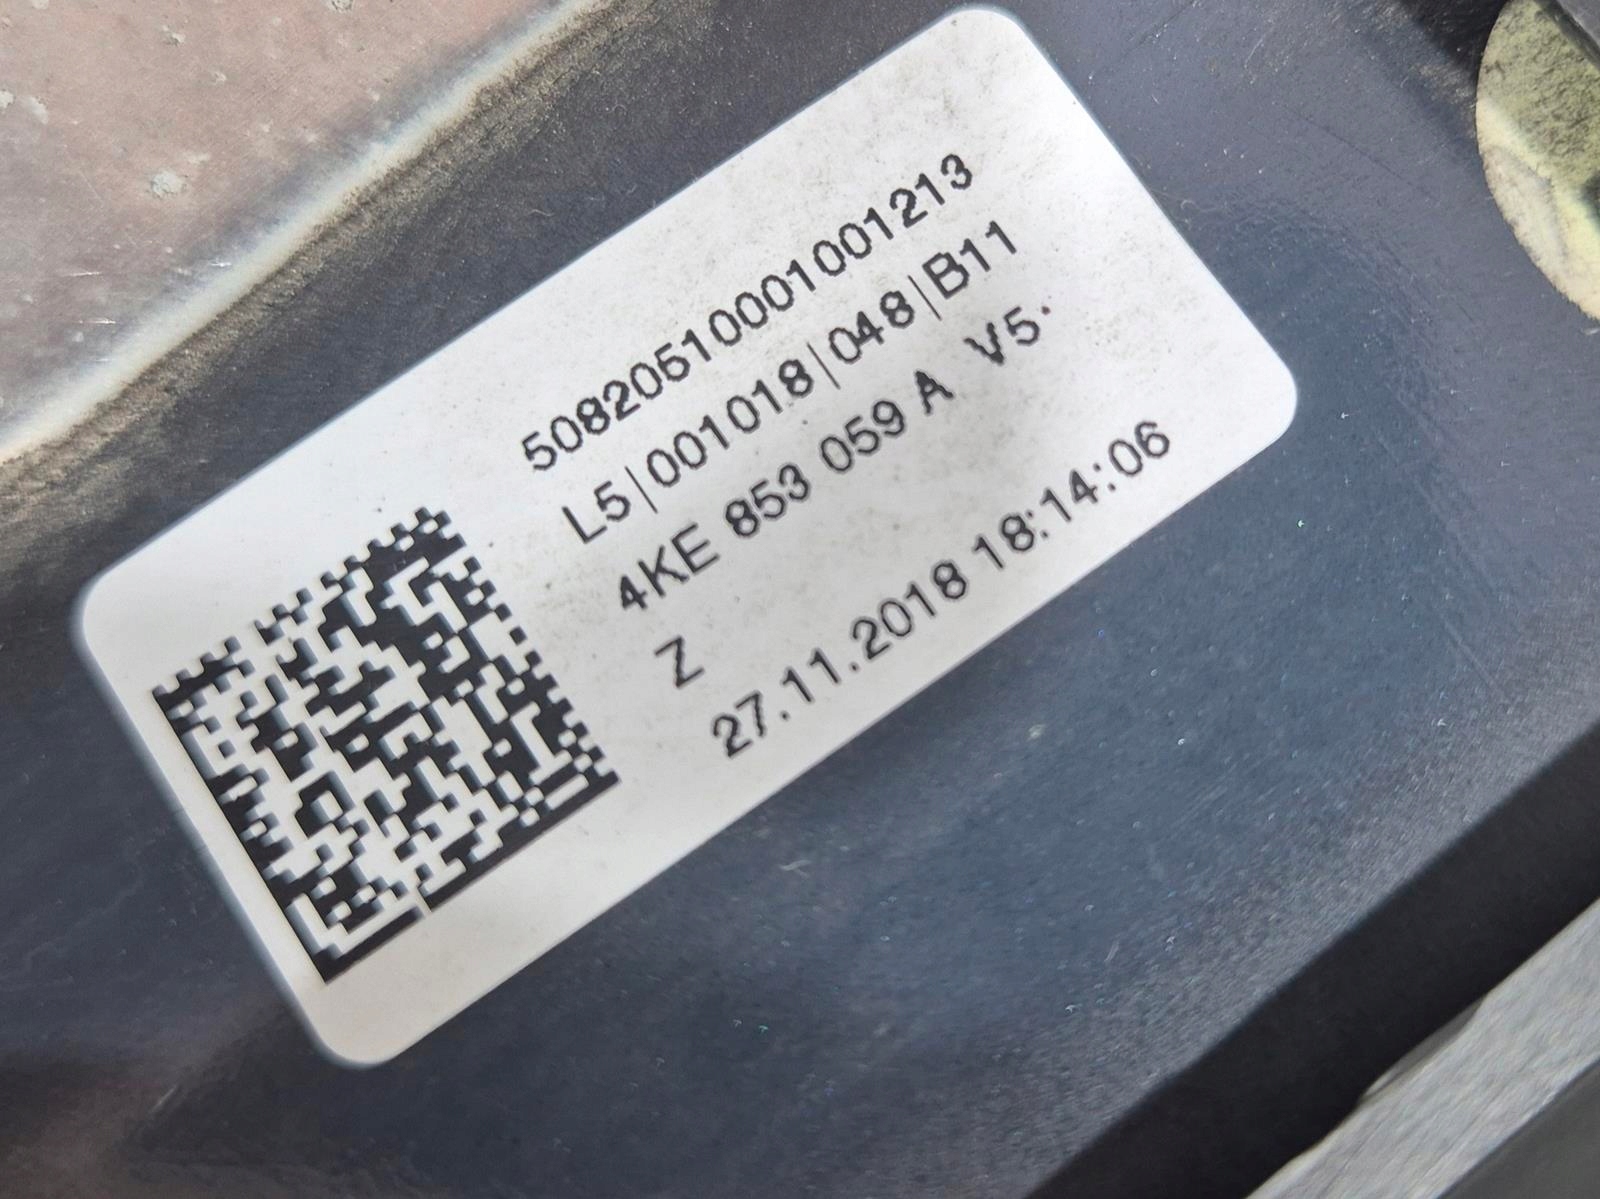 50820510001001213
L5|001018|048|B11
4KE 853 059 A V5.
Z
27.11.2018 18:14:06